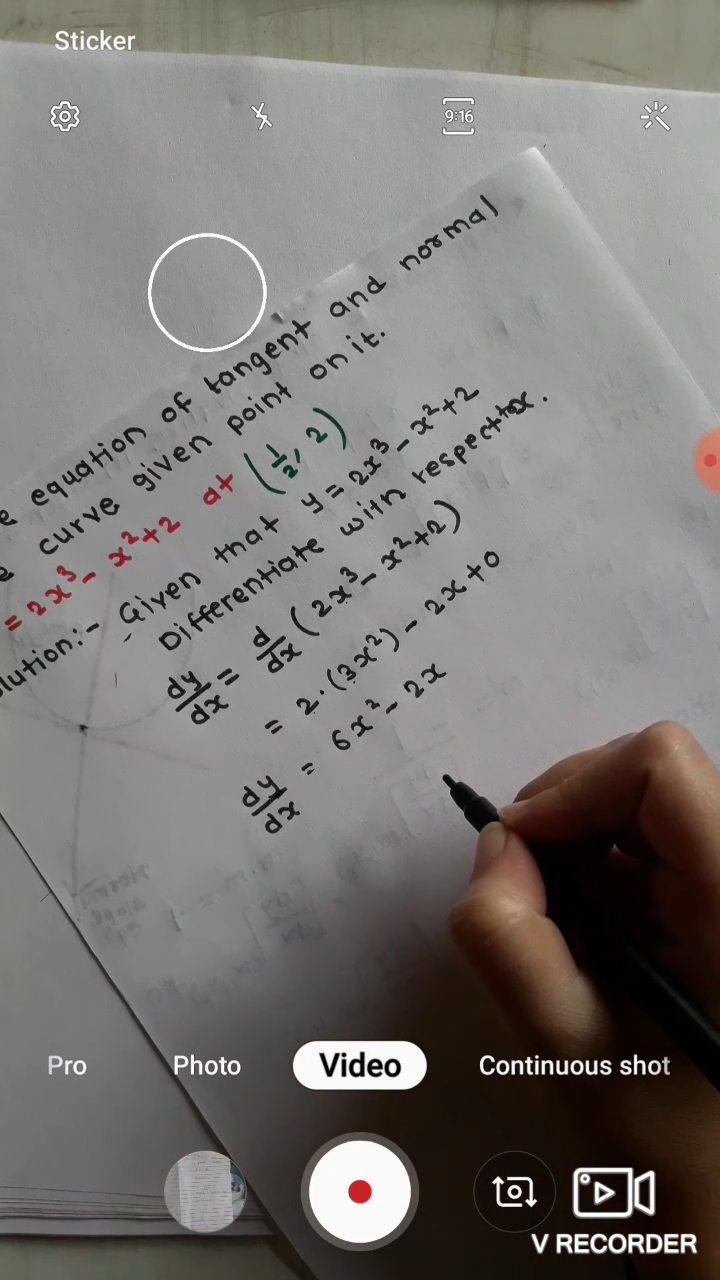 Sticker
9:16
equation of tangent and normal
curve given point on it.
= 2x³ - x² + 2 at (1/2, 2)
lution:- Given that y = 2x³ - x² + 2
Differentiate with respect to x.
dy/dx = d/dx (2x³ - x² + 2)
= 2·(3x²) - 2x + 0
dy/dx = 6x² - 2x
Pro Photo Video Continuous shot
V RECORDER